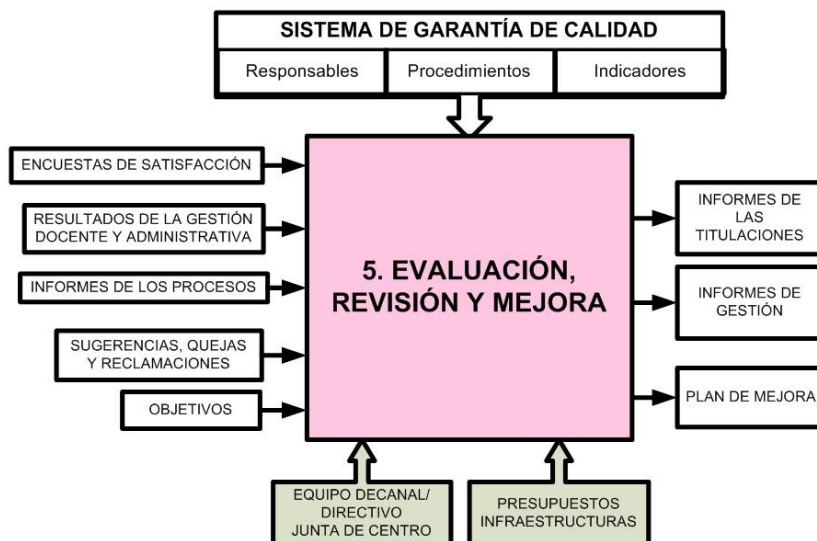 SISTEMA DE GARANTÍA DE CALIDAD
Responsables
Procedimientos
Indicadores
ENCUESTAS DE SATISFACCIÓN
RESULTADOS DE LA GESTIÓN
DOCENTE Y ADMINISTRATIVA
INFORMES DE LOS PROCESOS
SUGERENCIAS, QUEJAS
Y RECLAMACIONES
OBJETIVOS
5. EVALUACIÓN,
REVISIÓN Y MEJORA
INFORMES DE
LAS
TITULACIONES
INFORMES DE
GESTIÓN
PLAN DE MEJORA
EQUIPO DECANAL/
DIRECTIVO
JUNTA DE CENTRO
PRESUPUESTOS
INFRAESTRUCTURAS